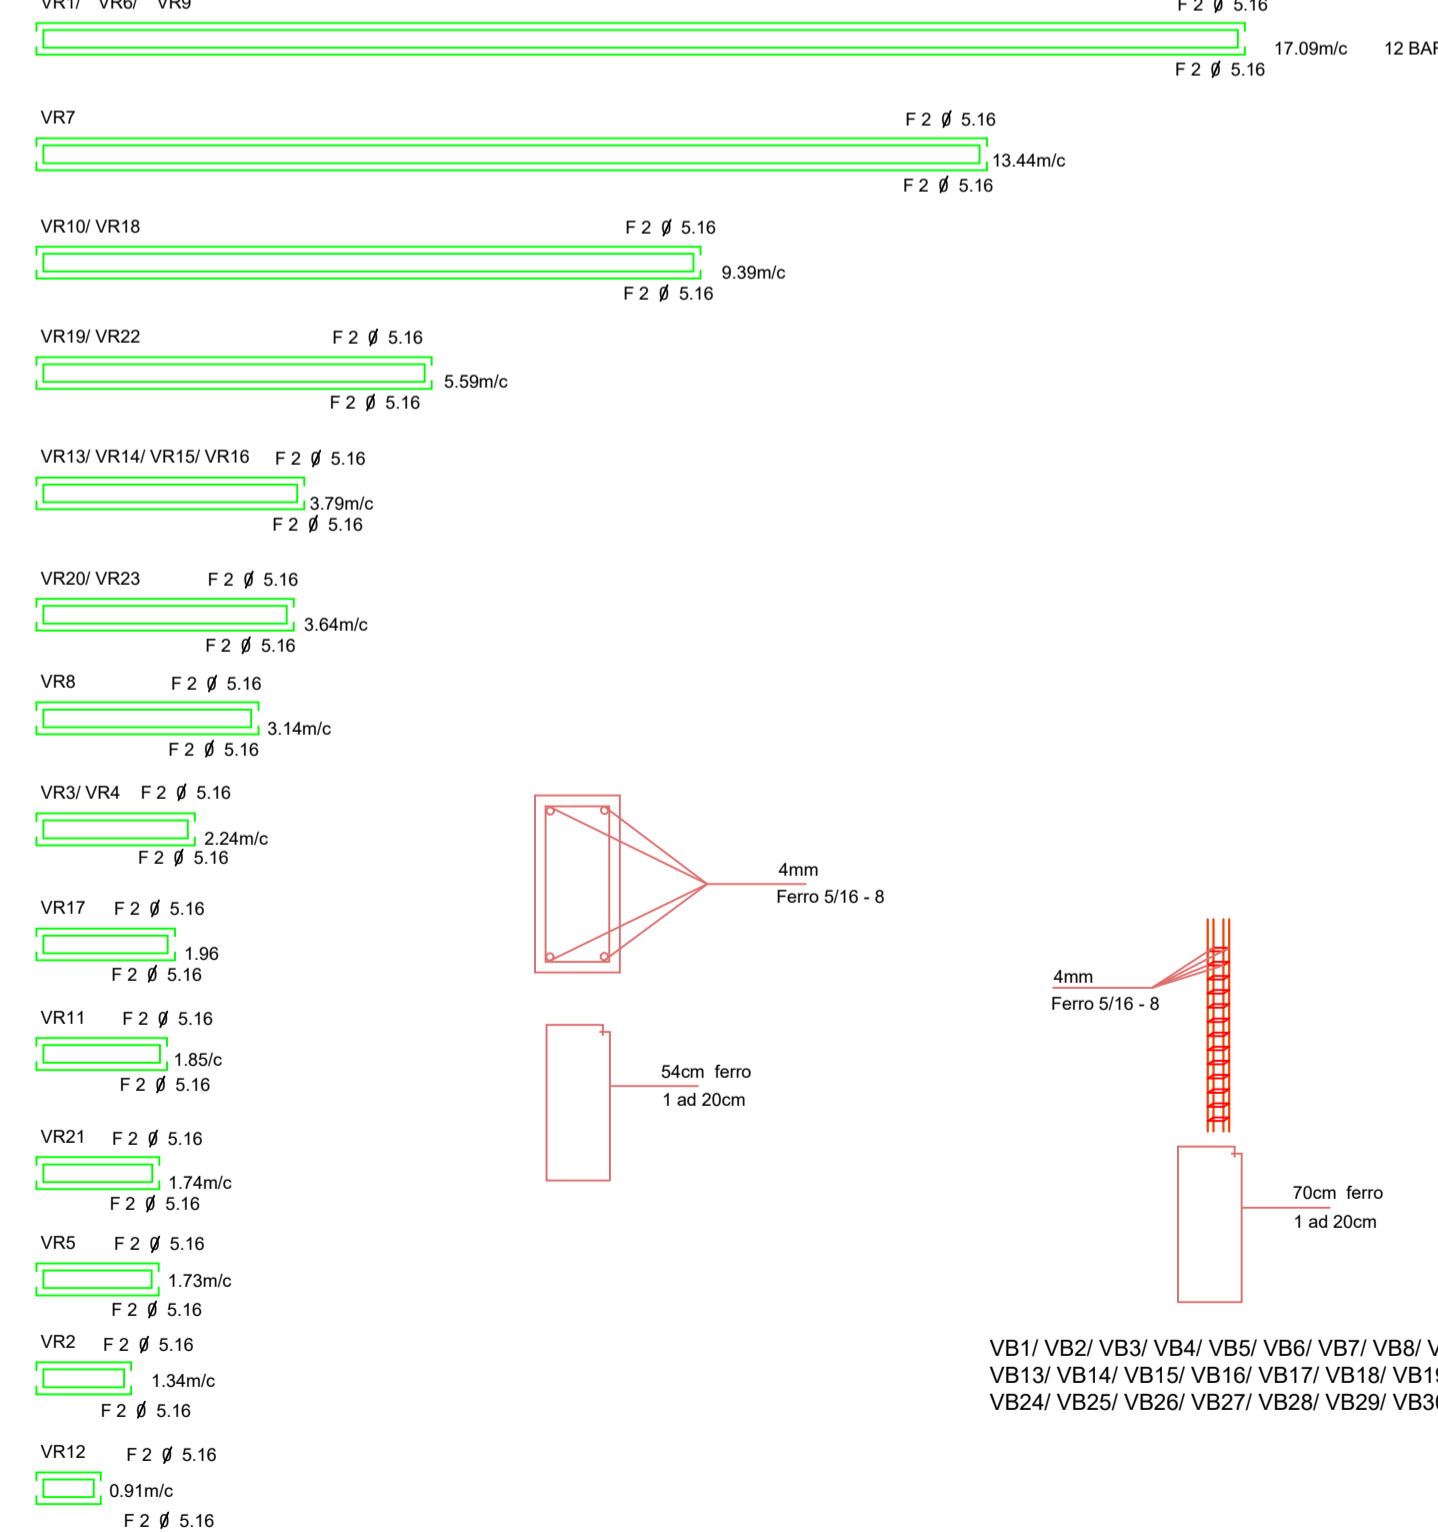 VR1/ VR6/ VR9 F 2 Ø 5.16
17.09m/c 12 BAR
F 2 Ø 5.16
VR7 F 2 Ø 5.16
13.44m/c
F 2 Ø 5.16
VR10/ VR18 F 2 Ø 5.16
9.39m/c
F 2 Ø 5.16
VR19/ VR22 F 2 Ø 5.16
5.59m/c
F 2 Ø 5.16
VR13/ VR14/ VR15/ VR16 F 2 Ø 5.16
3.79m/c
F 2 Ø 5.16
VR20/ VR23 F 2 Ø 5.16
3.64m/c
F 2 Ø 5.16
VR8 F 2 Ø 5.16
3.14m/c
F 2 Ø 5.16
VR3/ VR4 F 2 Ø 5.16
2.24m/c
F 2 Ø 5.16
VR17 F 2 Ø 5.16
1.96
F 2 Ø 5.16
VR11 F 2 Ø 5.16
1.85/c
F 2 Ø 5.16
VR21 F 2 Ø 5.16
1.74m/c
F 2 Ø 5.16
VR5 F 2 Ø 5.16
1.73m/c
F 2 Ø 5.16
VR2 F 2 Ø 5.16
1.34m/c
F 2 Ø 5.16
VR12 F 2 Ø 5.16
0.91m/c
F 2 Ø 5.16
4mm
Ferro 5/16 - 8
54cm ferro
1 ad 20cm
4mm
Ferro 5/16 - 8
70cm ferro
1 ad 20cm
VB1/ VB2/ VB3/ VB4/ VB5/ VB6/ VB7/ VB8/
VB13/ VB14/ VB15/ VB16/ VB17/ VB18/ VB19
VB24/ VB25/ VB26/ VB27/ VB28/ VB29/ VB30